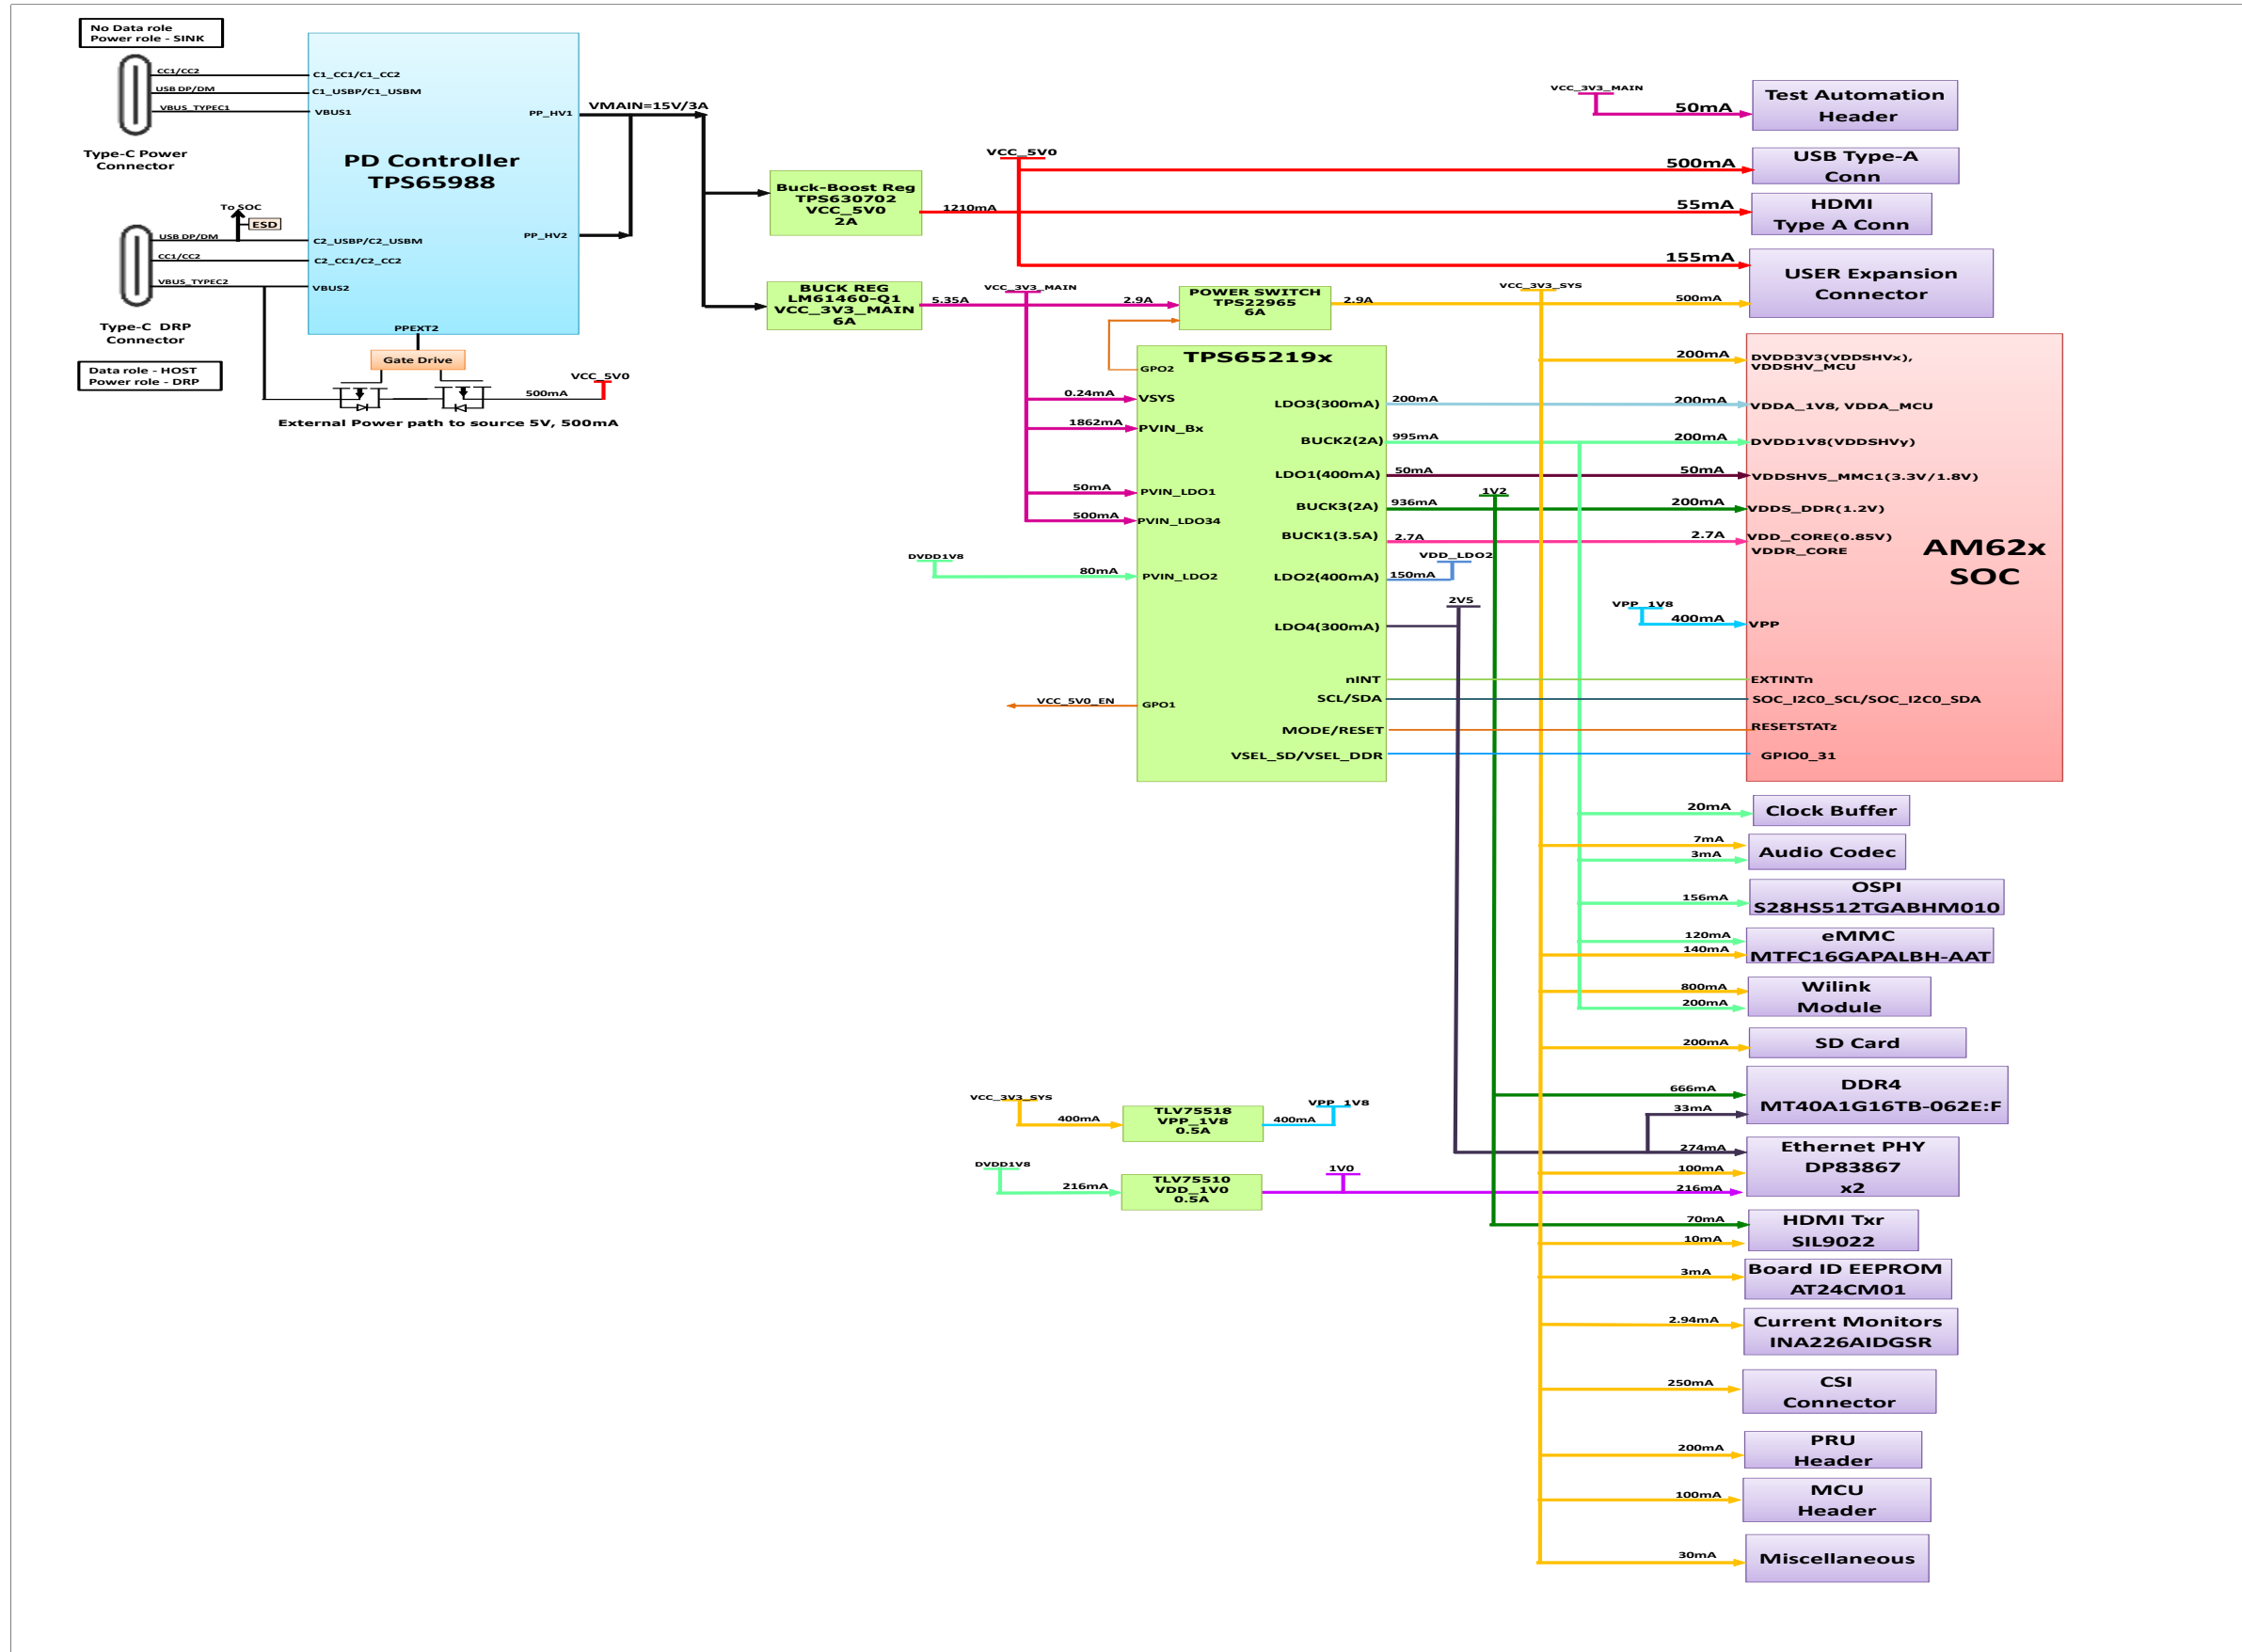 No Data role
Power role - SINK
CC1/CC2
USB DP/DM
VBUS_TYPEC1
Type-C Power
Connector
C1_CC1/C1_CC2
C1_USBP/C1_USBM
VBUS1
PP_HV1
PD Controller
TPS65988
PP_HV2
To SOC
ESD
USB DP/DM
CC1/CC2
VBUS_TYPEC2
C2_USBP/C2_USBM
C2_CC1/C2_CC2
VBUS2
PPEXT2
Type-C DRP
Connector
Data role - HOST
Power role - DRP
Gate Drive
500mA
VCC_5V0
External Power path to source 5V, 500mA
VMAIN=15V/3A
Buck-Boost Reg
TPS630702
VCC_5V0
2A
1210mA
VCC_5V0
BUCK REG
LM61460-Q1
VCC_3V3_MAIN
6A
5.35A
VCC_3V3_MAIN
2.9A
POWER SWITCH
TPS22965
6A
2.9A
VCC_3V3_SYS
VCC_3V3_MAIN
50mA
Test Automation
Header
500mA
USB Type-A
Conn
55mA
HDMI
Type A Conn
155mA
500mA
USER Expansion
Connector
TPS65219x
GPO2
0.24mA
VSYS
1862mA
PVIN_Bx
50mA
PVIN_LDO1
500mA
PVIN_LDO34
DVDD1V8
80mA
PVIN_LDO2
VCC_5V0_EN
GPO1
LDO3(300mA)
200mA
BUCK2(2A)
995mA
LDO1(400mA)
50mA
BUCK3(2A)
936mA
1V2
BUCK1(3.5A)
2.7A
VDD_LDO2
LDO2(400mA)
150mA
2V5
LDO4(300mA)
nINT
SCL/SDA
MODE/RESET
VSEL_SD/VSEL_DDR
200mA
DVDD3V3(VDDSHVx),
VDDSHV_MCU
200mA
VDDA_1V8, VDDA_MCU
200mA
DVDD1V8(VDDSHVy)
50mA
VDDSHV5_MMC1(3.3V/1.8V)
200mA
VDDS_DDR(1.2V)
2.7A
VDD_CORE(0.85V)
VDDR_CORE
AM62x
SOC
VPP_1V8
400mA
VPP
EXTINTn
SOC_I2C0_SCL/SOC_I2C0_SDA
RESETSTATz
GPIO0_31
20mA
Clock Buffer
7mA
3mA
Audio Codec
156mA
OSPI
S28HS512TGABHM010
120mA
140mA
eMMC
MTFC16GAPALBH-AAT
800mA
200mA
Wilink
Module
200mA
SD Card
666mA
33mA
DDR4
MT40A1G16TB-062E:F
274mA
100mA
216mA
Ethernet PHY
DP83867
x2
VCC_3V3_SYS
400mA
TLV75518
VPP_1V8
0.5A
400mA
VPP_1V8
DVDD1V8
216mA
TLV75510
VDD_1V0
0.5A
1V0
70mA
10mA
HDMI Txr
SIL9022
3mA
Board ID EEPROM
AT24CM01
2.94mA
Current Monitors
INA226AIDGSR
250mA
CSI
Connector
200mA
PRU
Header
100mA
MCU
Header
30mA
Miscellaneous